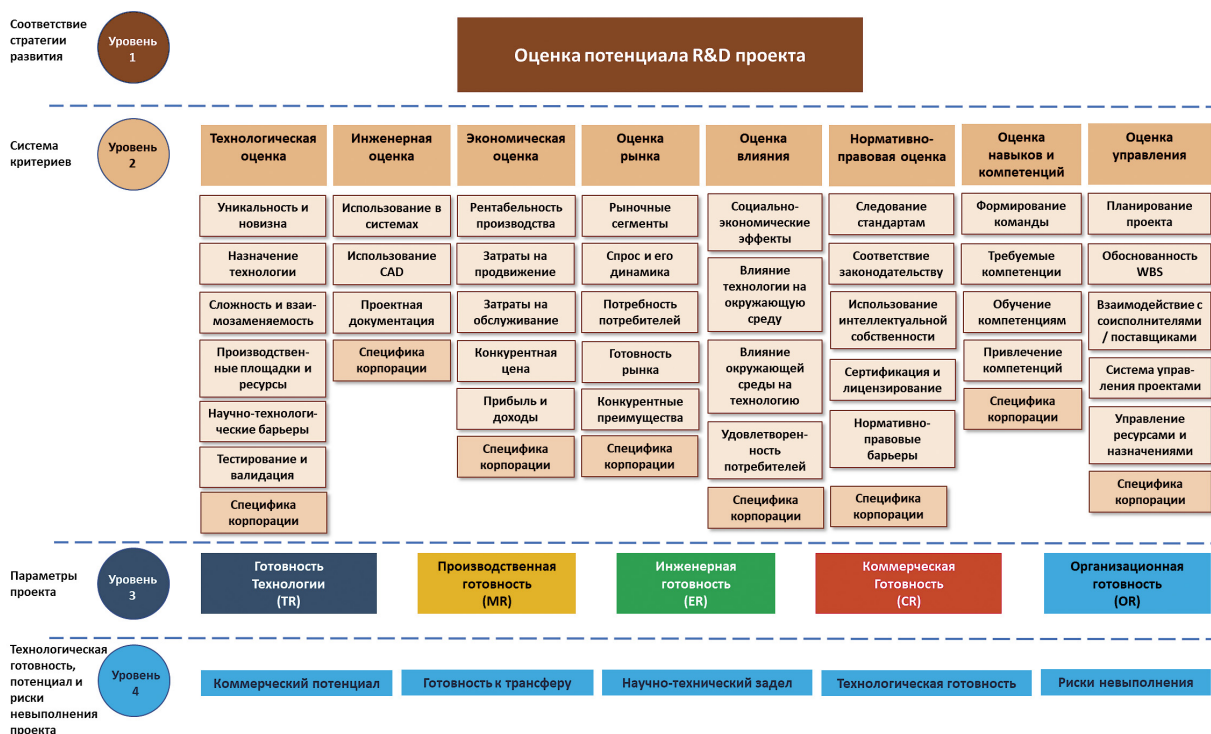 Соответствие
стратегии
развития
Уровень
1
Оценка потенциала R&D проекта
Система
критериев
Уровень
2
Технологическая
оценка
Инженерная
оценка
Экономическая
оценка
Оценка
рынка
Оценка
влияния
Нормативно-
правовая оценка
Оценка
навыков и
компетенций
Оценка
управления
Уникальность и
новизна
Назначение
технологии
Сложность и взаи-
мозаменяемость
Производствен-
ные площадки и
ресурсы
Научно-технологи-
ческие барьеры
Тестирование и
валидация
Специфика
корпорации
Использование в
системах
Использование
CAD
Проектная
документация
Специфика
корпорации
Рентабельность
производства
Затраты на
продвижение
Затраты на
обслуживание
Конкурентная
цена
Прибыль и
доходы
Специфика
корпорации
Рыночные
сегменты
Спрос и его
динамика
Потребность
потребителей
Готовность
рынка
Конкурентные
преимущества
Специфика
корпорации
Социально-
экономические
эффекты
Влияние
технологии на
окружающую
среду
Влияние
окружающей
среды на
технологию
Удовлетворен-
ность
потребителей
Специфика
корпорации
Следование
стандартам
Соответствие
законодательству
Использование
интеллектуальной
собственности
Сертификация и
лицензирование
Нормативно-
правовые
барьеры
Специфика
корпорации
Формирование
команды
Требуемые
компетенции
Обучение
компетенциям
Привлечение
компетенций
Специфика
корпорации
Планирование
проекта
Обоснованность
WBS
Взаимодействие с
соисполнителями
/ поставщиками
Система управ-
ления проектами
Управление
ресурсами и
назначениями
Специфика
корпорации
Параметры
проекта
Уровень
3
Готовность
Технологии
(TR)
Производственная
готовность
(MR)
Инженерная
готовность
(ER)
Коммерческая
Готовность
(CR)
Организационная
готовность
(OR)
Технологическая
готовность,
потенциал и
риски
невыполнения
проекта
Уровень
4
Коммерческий потенциал
Готовность к трансферу
Научно-технический задел
Технологическая готовность
Риски невыполнения